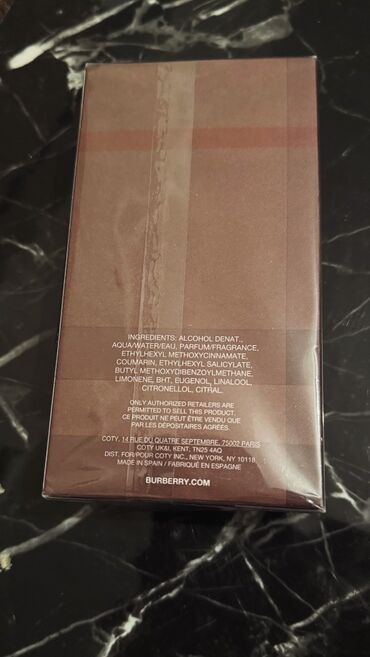 INGREDIENTS: ALCOHOL DENAT.,
AQUA/WATER/EAU, PARFUM/FRAGRANCE,
ETHYLHEXYL METHOXYCINNAMATE,
COUMARIN, ETHYLHEXYL SALICYLATE,
BUTYL METHOXYDIBENZOYLMETHANE,
LIMONENE, BHT, EUGENOL, LINALOOL,
CITRONELLOL, CITRAL.
ONLY AUTHORIZED RETAILERS ARE
PERMITTED TO SELL THIS PRODUCT.
CE PRODUIT NE PEUT ÊTRE VENDU QUE
PAR LES DÉPOSITAIRES AGRÉÉS.
COTY, 14 RUE DU QUATRE SEPTEMBRE, 75002 PARIS
COTY UK&I, KENT, TN25 4AQ
DIST. FOR/POUR COTY INC., NEW YORK, NY 10118
MADE IN SPAIN / FABRIQUÉ EN ESPAGNE
BURBERRY.COM